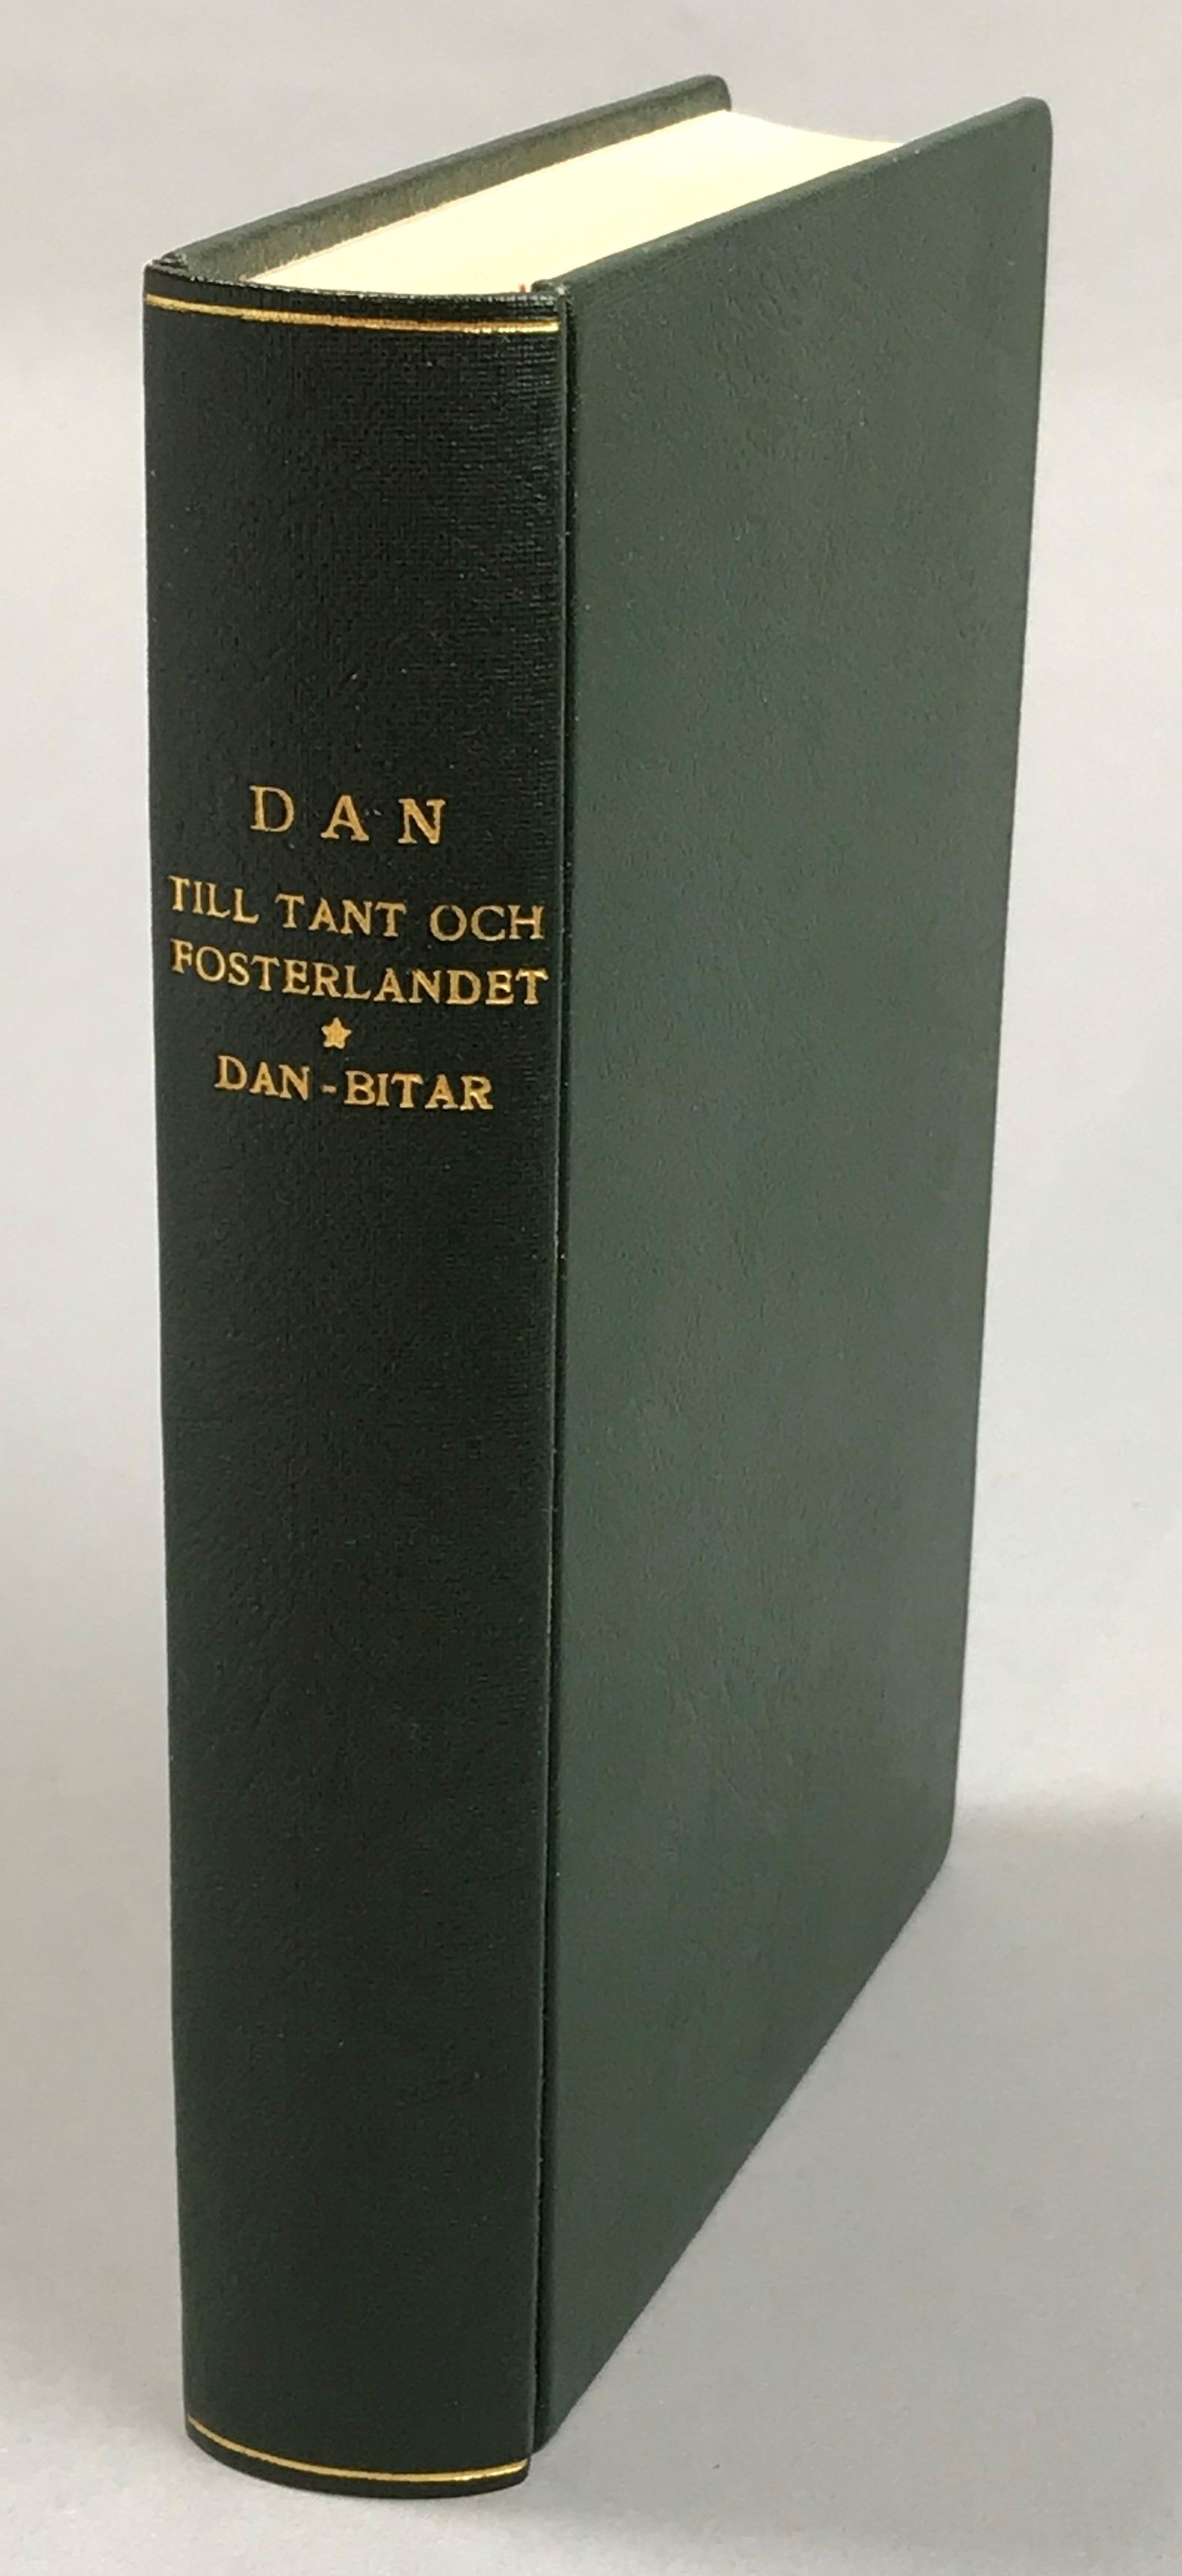 DAN
TILL TANT OCH
FOSTERLANDET
DAN-BITAR